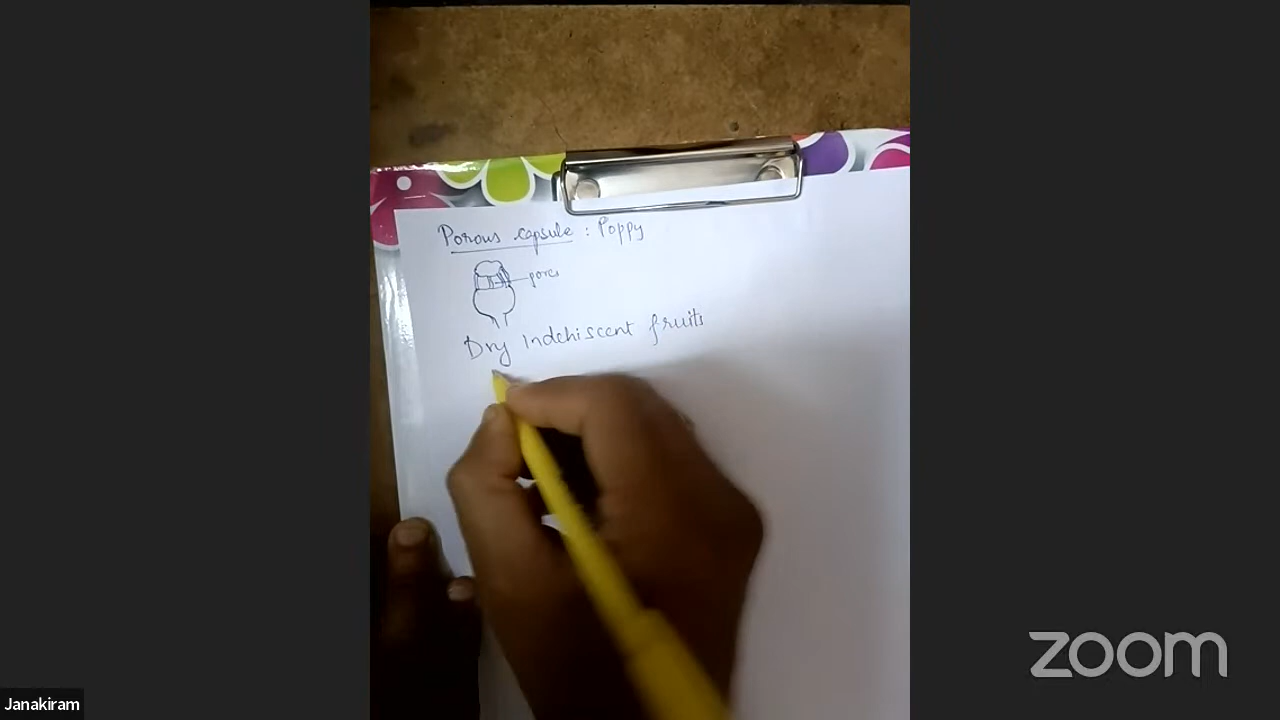 Porous capsule : Poppy
pores
Dry Indehiscent fruits
zoom
Janakiram